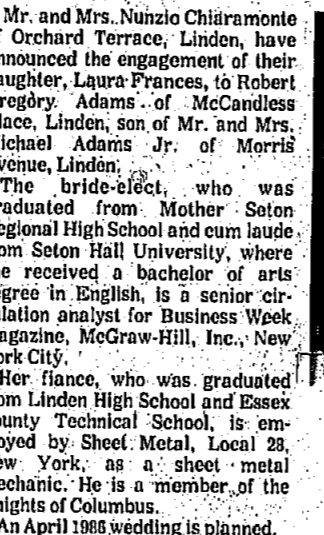 Mr. and Mrs. Nunzio Chiaramonte
Orchard Terrace, Linden, have
nnounced the engagement of their
aughter, Laura Frances, to Robert
regory Adams of McCandless
lace, Linden, son of Mr. and Mrs.
ichael Adams Jr. of Morris
venue, Linden.
The bride-elect, who was
raduated from Mother Seton
egional High School and cum laude
om Seton Hall University, where
he received a bachelor of arts
egree in English, is a senior cir-
lation analyst for Business Week
agazine, McGraw-Hill, Inc., New
ork City.
Her fiance, who was graduated
om Linden High School and Essex
ounty Technical School, is em-
oyed by Sheet Metal, Local 28,
ew York, as a sheet metal
echanic. He is a member of the
nights of Columbus.
An April 1986 wedding is planned.